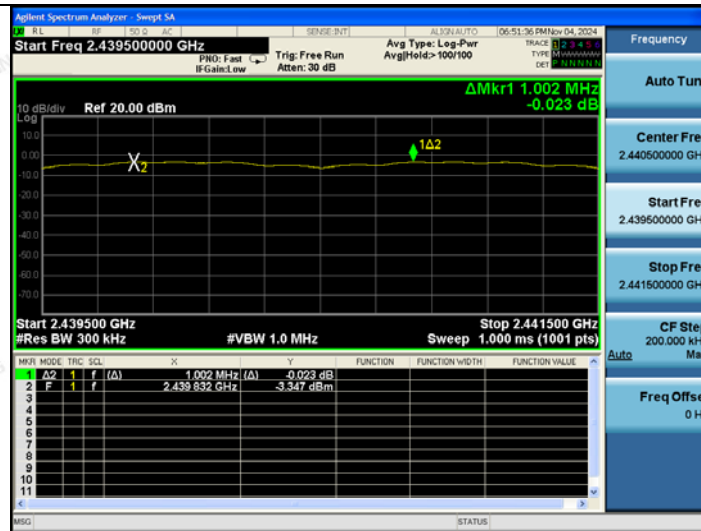 Agilent Spectrum Analyzer - Swept SA
RL RF 50 Ω AC SENSE:INT ALIGN AUTO 06:51:36 PM Nov 04, 2024
Start Freq 2.439500000 GHz
PNO: Fast
IFGain:Low
Trig: Free Run
Atten: 30 dB
Avg Type: Log-Pwr
Avg|Hold:>100/100
TRACE 1 2 3 4 5 6
TYPE M W W W W W
DET P N N N N N
ΔMkr1 1.002 MHz
-0.023 dB
10 dB/div Ref 20.00 dBm
Log
10.0
0.00
-10.0
-20.0
-30.0
-40.0
-50.0
-60.0
-70.0
X2
1Δ2
Start 2.439500 GHz Stop 2.441500 GHz
#Res BW 300 kHz #VBW 1.0 MHz Sweep 1.000 ms (1001 pts)
MKR MODE TRC SCL X Y FUNCTION FUNCTION WIDTH FUNCTION VALUE
1 Δ2 1 f (Δ) 1.002 MHz (Δ) -0.023 dB
2 F 1 f 2.439 832 GHz -3.347 dBm
3
4
5
6
7
8
9
10
11
MSG STATUS
Frequency
Auto Tun
Center Fre
2.440500000 GH
Start Fre
2.439500000 GH
Stop Fre
2.441500000 GH
CF Ste
200.000 kH
Auto Ma
Freq Offse
0 H